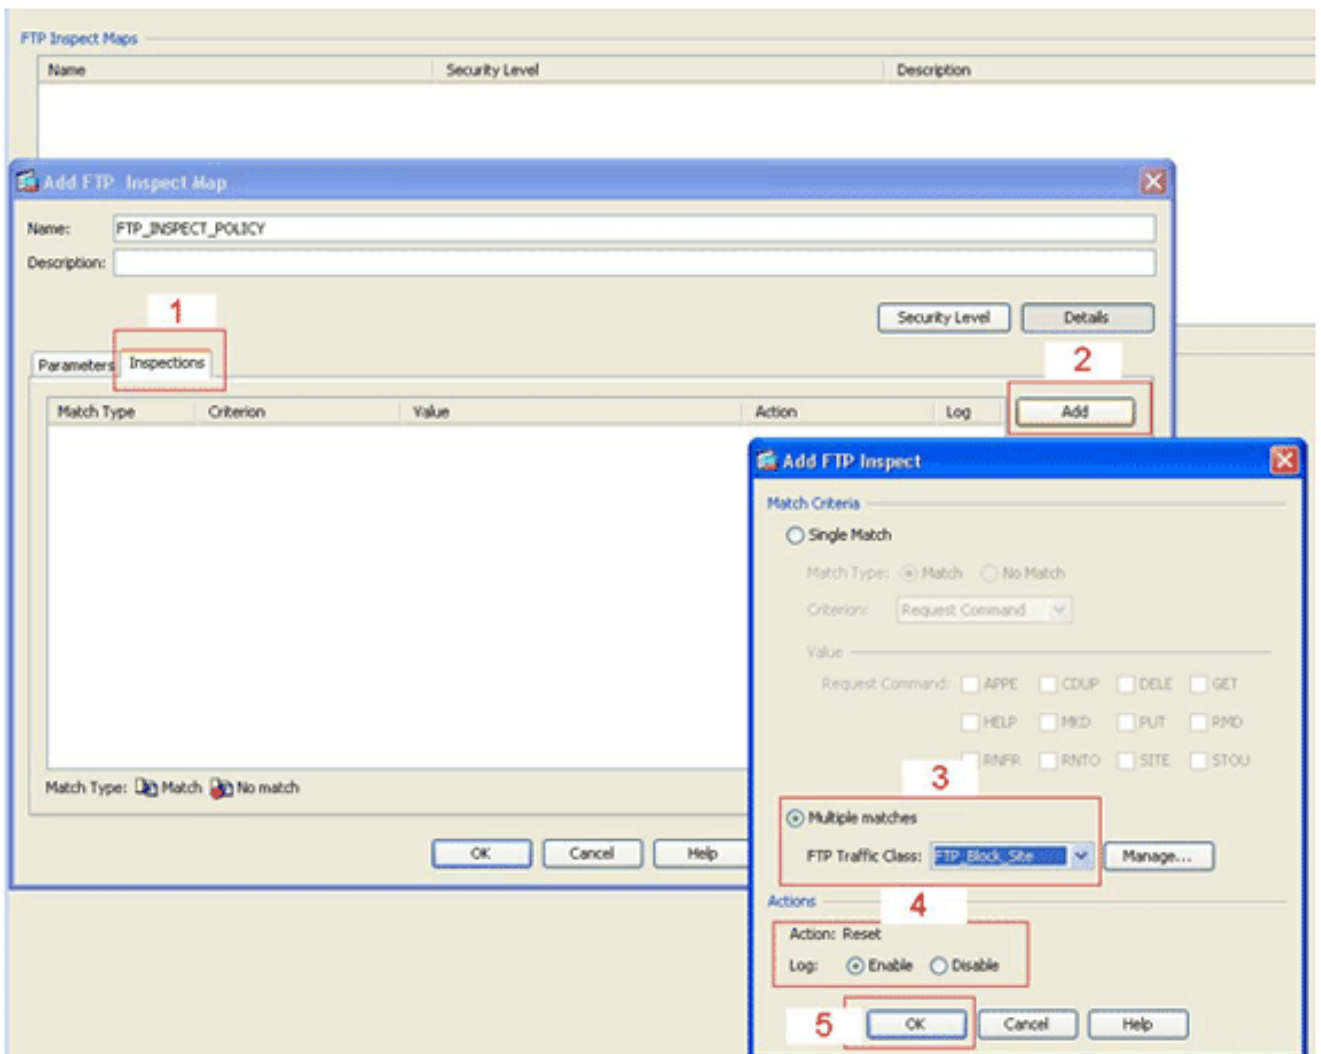 FTP Inspect Maps
Name Security Level Description
Add FTP Inspect Map
Name: FTP_INSPECT_POLICY
Description:
1
Security Level Details
Parameters Inspections
2
Match Type Criterion Value Action Log Add
Add FTP Inspect
Match Criteria
Single Match
Match Type: Match No Match
Criterion: Request Command
Value
Request Command: APPE CDUP DELE GET
HELP MKD PUT RMD
RNFR RNTO SITE STOU
3
Match Type: Match No match
Multiple matches
OK Cancel Help
FTP Traffic Class: FTP_Block_Site Manage...
Actions
4
Action: Reset
Log: Enable Disable
5
OK Cancel Help